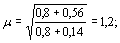 μ = √((0,8 + 0,56)/(0,8 + 0,14)) = 1,2;